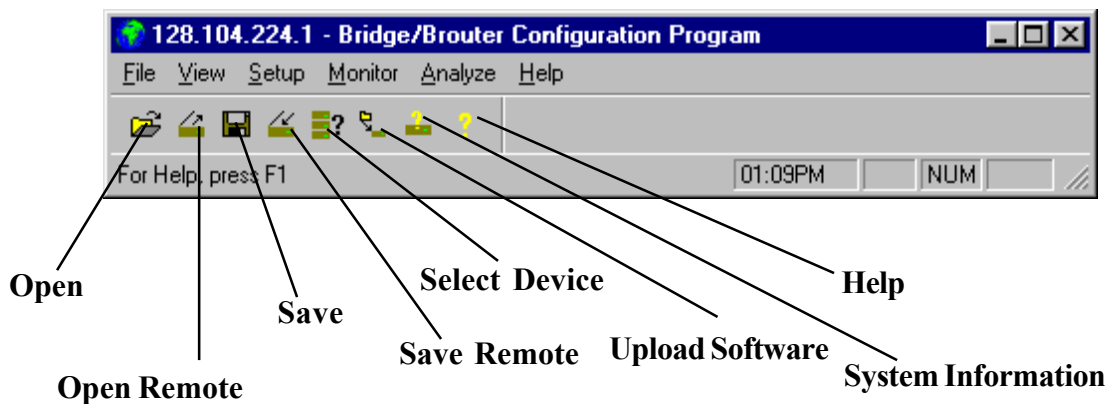 128.104.224.1 - Bridge/Brouter Configuration Program
File View Setup Monitor Analyze Help
For Help, press F1 01:09PM NUM
Open
Select Device
Help
Save
Save Remote
Upload Software
Open Remote
System Information